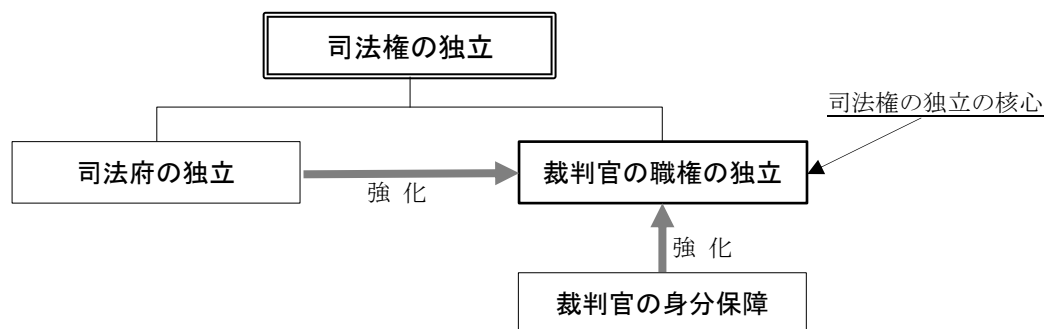 司法権の独立
司法権の独立の核心
司法府の独立
裁判官の職権の独立
強 化
強 化
裁判官の身分保障